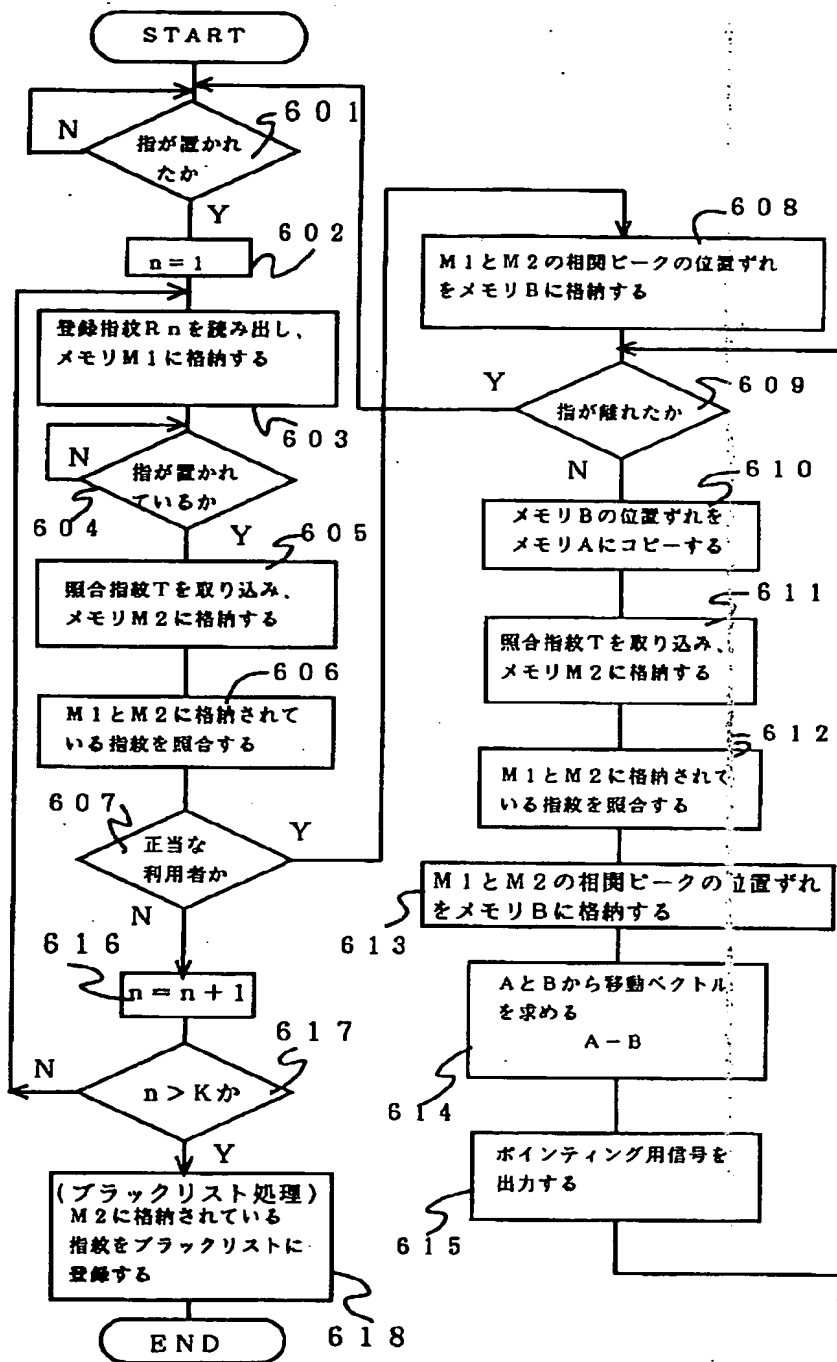 START
N
指が置かれ
たか
601
Y
602
n=1
登録指紋Rnを読み出し、
メモリM1に格納する
603
N
指が置かれ
ているか
604
Y
605
照合指紋Tを取り込み、
メモリM2に格納する
606
M1とM2に格納されて
いる指紋を照合する
607
正当な
利用者か
Y
N
616
n=n+1
617
N
n>Kか
Y
(ブラックリスト処理)
M2に格納されている
指紋をブラックリストに
登録する
618
END
608
M1とM2の相関ピークの位置ずれ
をメモリBに格納する
Y
609
指が離れたか
N
610
メモリBの位置ずれを
メモリAにコピーする
611
照合指紋Tを取り込み、
メモリM2に格納する
612
M1とM2に格納されて
いる指紋を照合する
M1とM2の相関ピークの位置ずれ
をメモリBに格納する
613
AとBから移動ベクトル
を求める
A-B
614
ポインティング用信号を
出力する
615